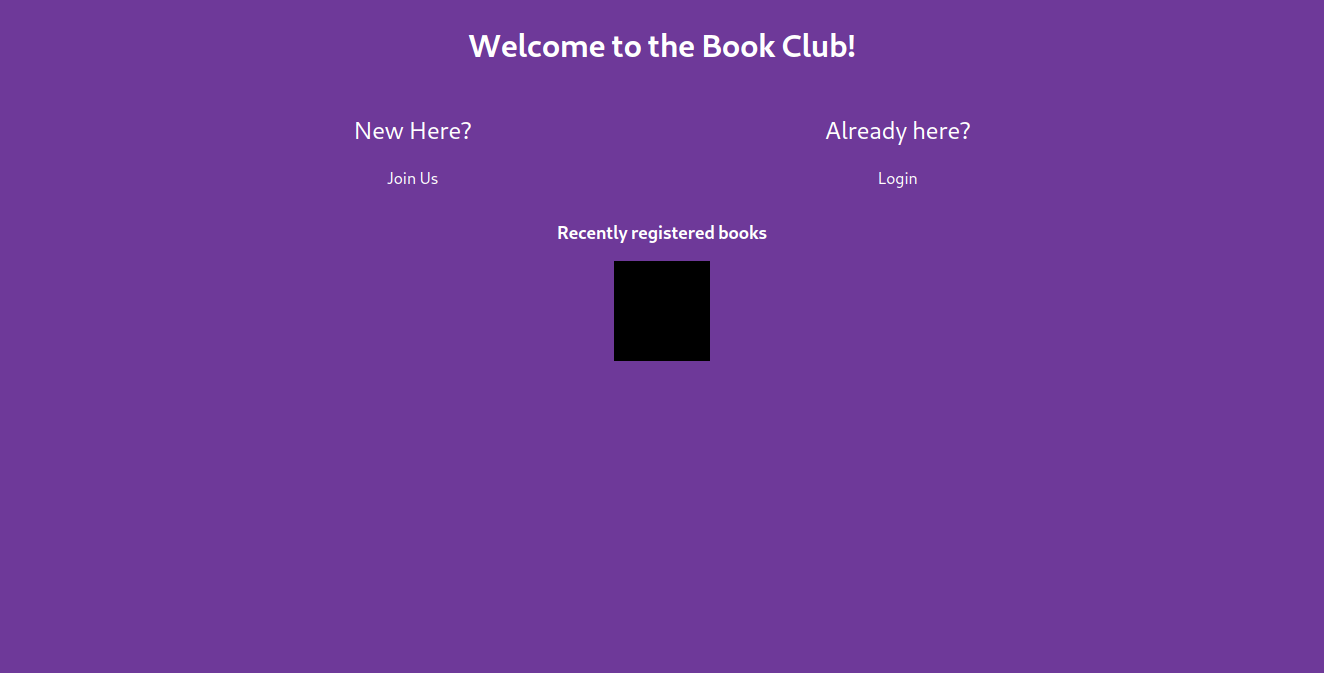 Welcome to the Book Club!
New Here?
Already here?
Join Us
Login
Recently registered books